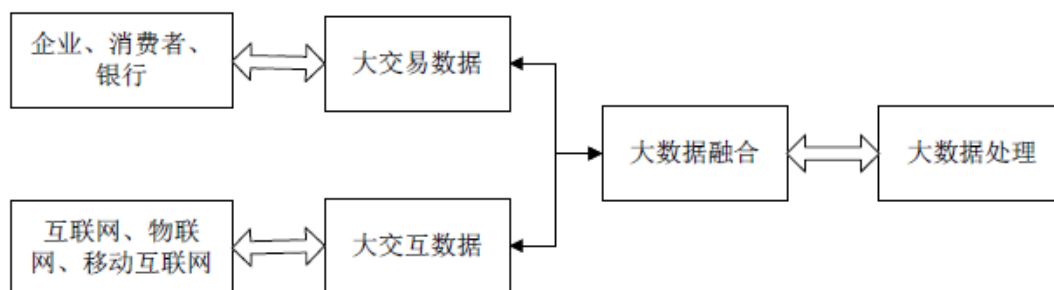 企业、消费者、
银行
大交易数据
大数据融合
大数据处理
互联网、物联
网、移动互联网
大交互数据